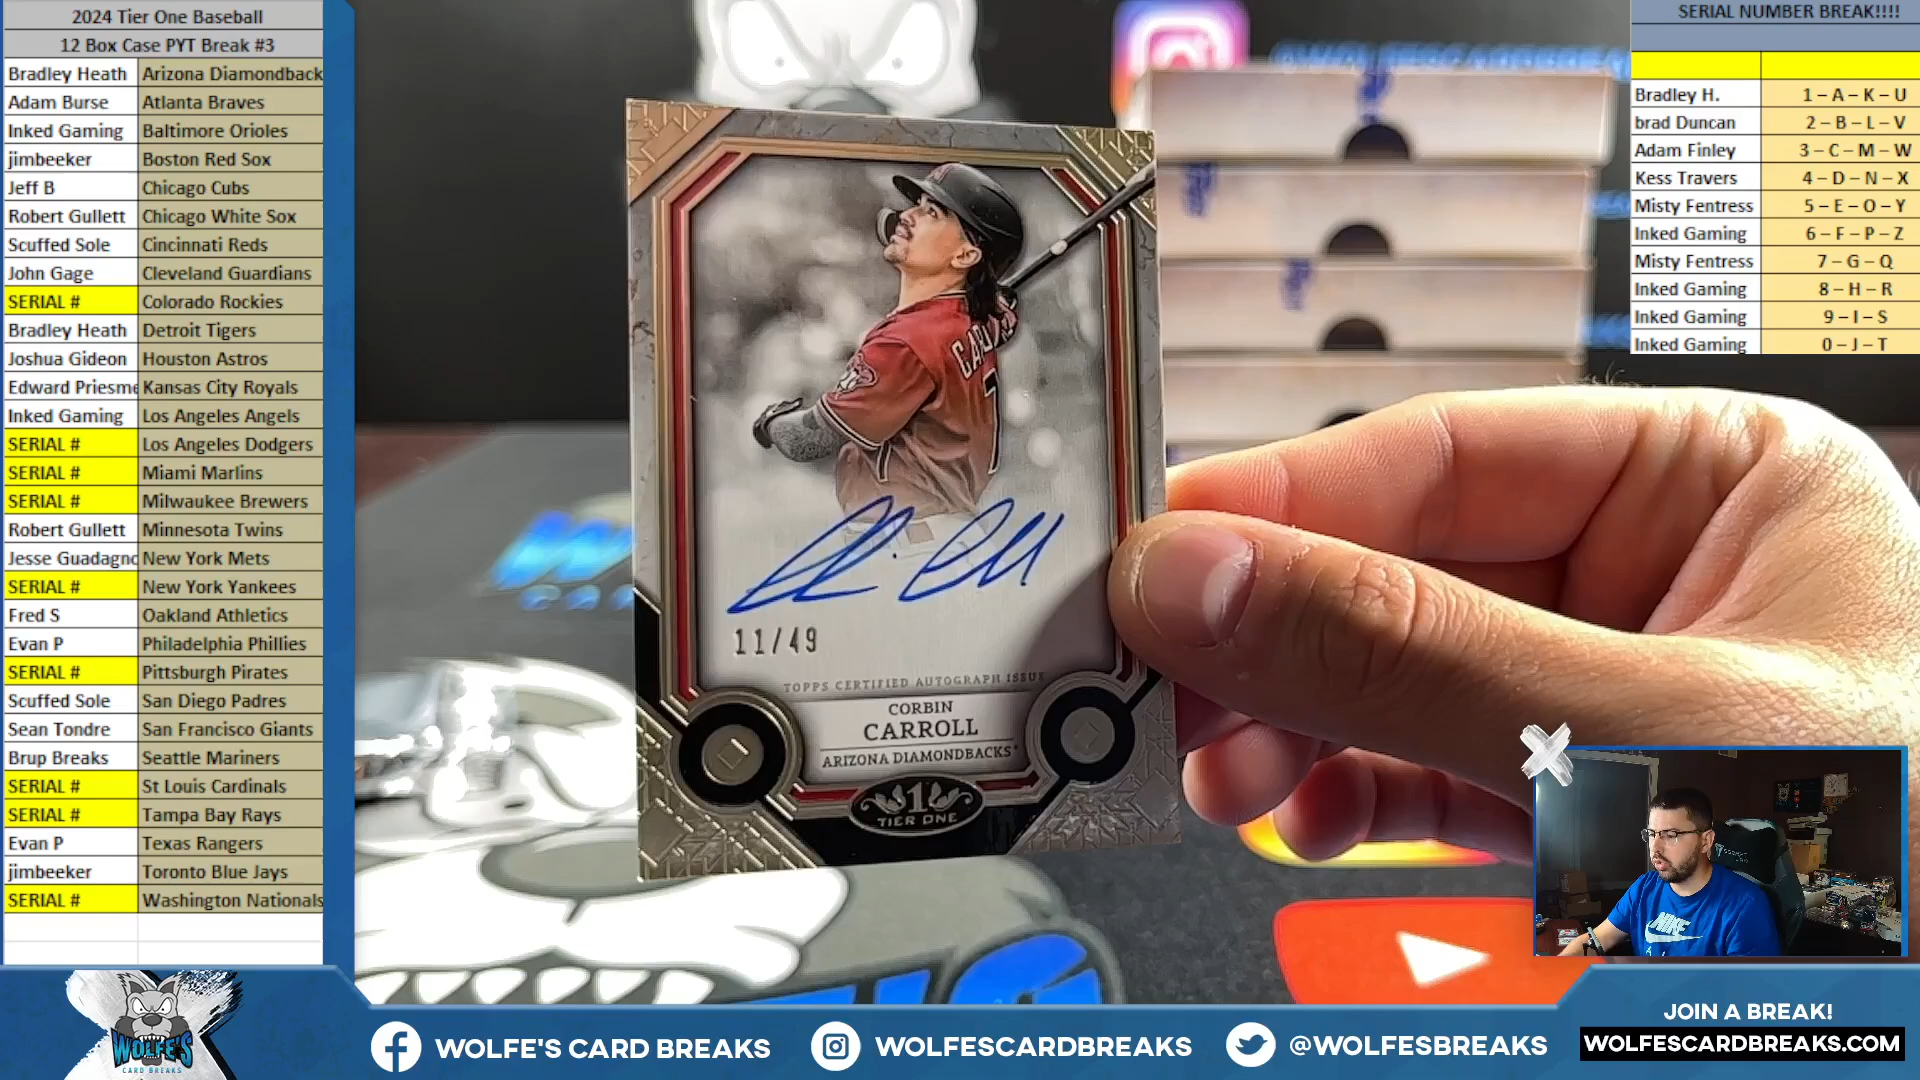 2024 Tier One Baseball
12 Box Case PYT Break #3
Bradley Heath Arizona Diamondback
Adam Burse Atlanta Braves
Inked Gaming Baltimore Orioles
jimbeeker Boston Red Sox
Jeff B Chicago Cubs
Robert Gullett Chicago White Sox
Scuffed Sole Cincinnati Reds
John Gage Cleveland Guardians
SERIAL # Colorado Rockies
Bradley Heath Detroit Tigers
Joshua Gideon Houston Astros
Edward Priesme Kansas City Royals
Inked Gaming Los Angeles Angels
SERIAL # Los Angeles Dodgers
SERIAL # Miami Marlins
SERIAL # Milwaukee Brewers
Robert Gullett Minnesota Twins
Jesse Guadagno New York Mets
SERIAL # New York Yankees
Fred S Oakland Athletics
Evan P Philadelphia Phillies
SERIAL # Pittsburgh Pirates
Scuffed Sole San Diego Padres
Sean Tondre San Francisco Giants
Brup Breaks Seattle Mariners
SERIAL # St Louis Cardinals
SERIAL # Tampa Bay Rays
Evan P Texas Rangers
jimbeeker Toronto Blue Jays
SERIAL # Washington Nationals
11/49
TOPPS CERTIFIED AUTOGRAPH ISSUE
CORBIN
CARROLL
ARIZONA DIAMONDBACKS
1
TIER ONE
SERIAL NUMBER BREAK!!!!
Bradley H. 1 – A – K – U
brad Duncan 2 – B – L – V
Adam Finley 3 – C – M – W
Kess Travers 4 – D – N – X
Misty Fentress 5 – E – O – Y
Inked Gaming 6 – F – P – Z
Misty Fentress 7 – G – Q
Inked Gaming 8 – H – R
Inked Gaming 9 – I – S
Inked Gaming 0 – J – T
NIKE
WOLFE'S
CARD BREAKS
WOLFE'S CARD BREAKS
WOLFESCARDBREAKS
@WOLFESBREAKS
JOIN A BREAK!
WOLFESCARDBREAKS.COM